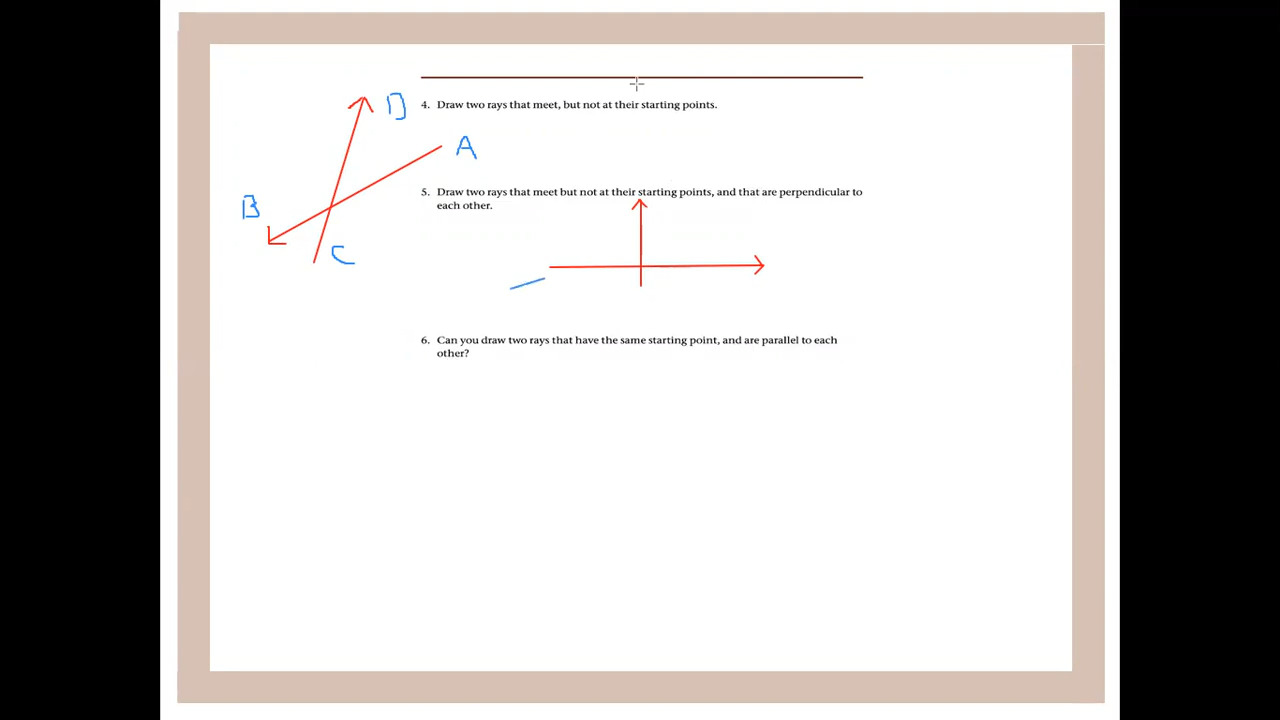 D
4. Draw two rays that meet, but not at their starting points.
A
5. Draw two rays that meet but not at their starting points, and that are perpendicular to
each other.
B
C
6. Can you draw two rays that have the same starting point, and are parallel to each
other?